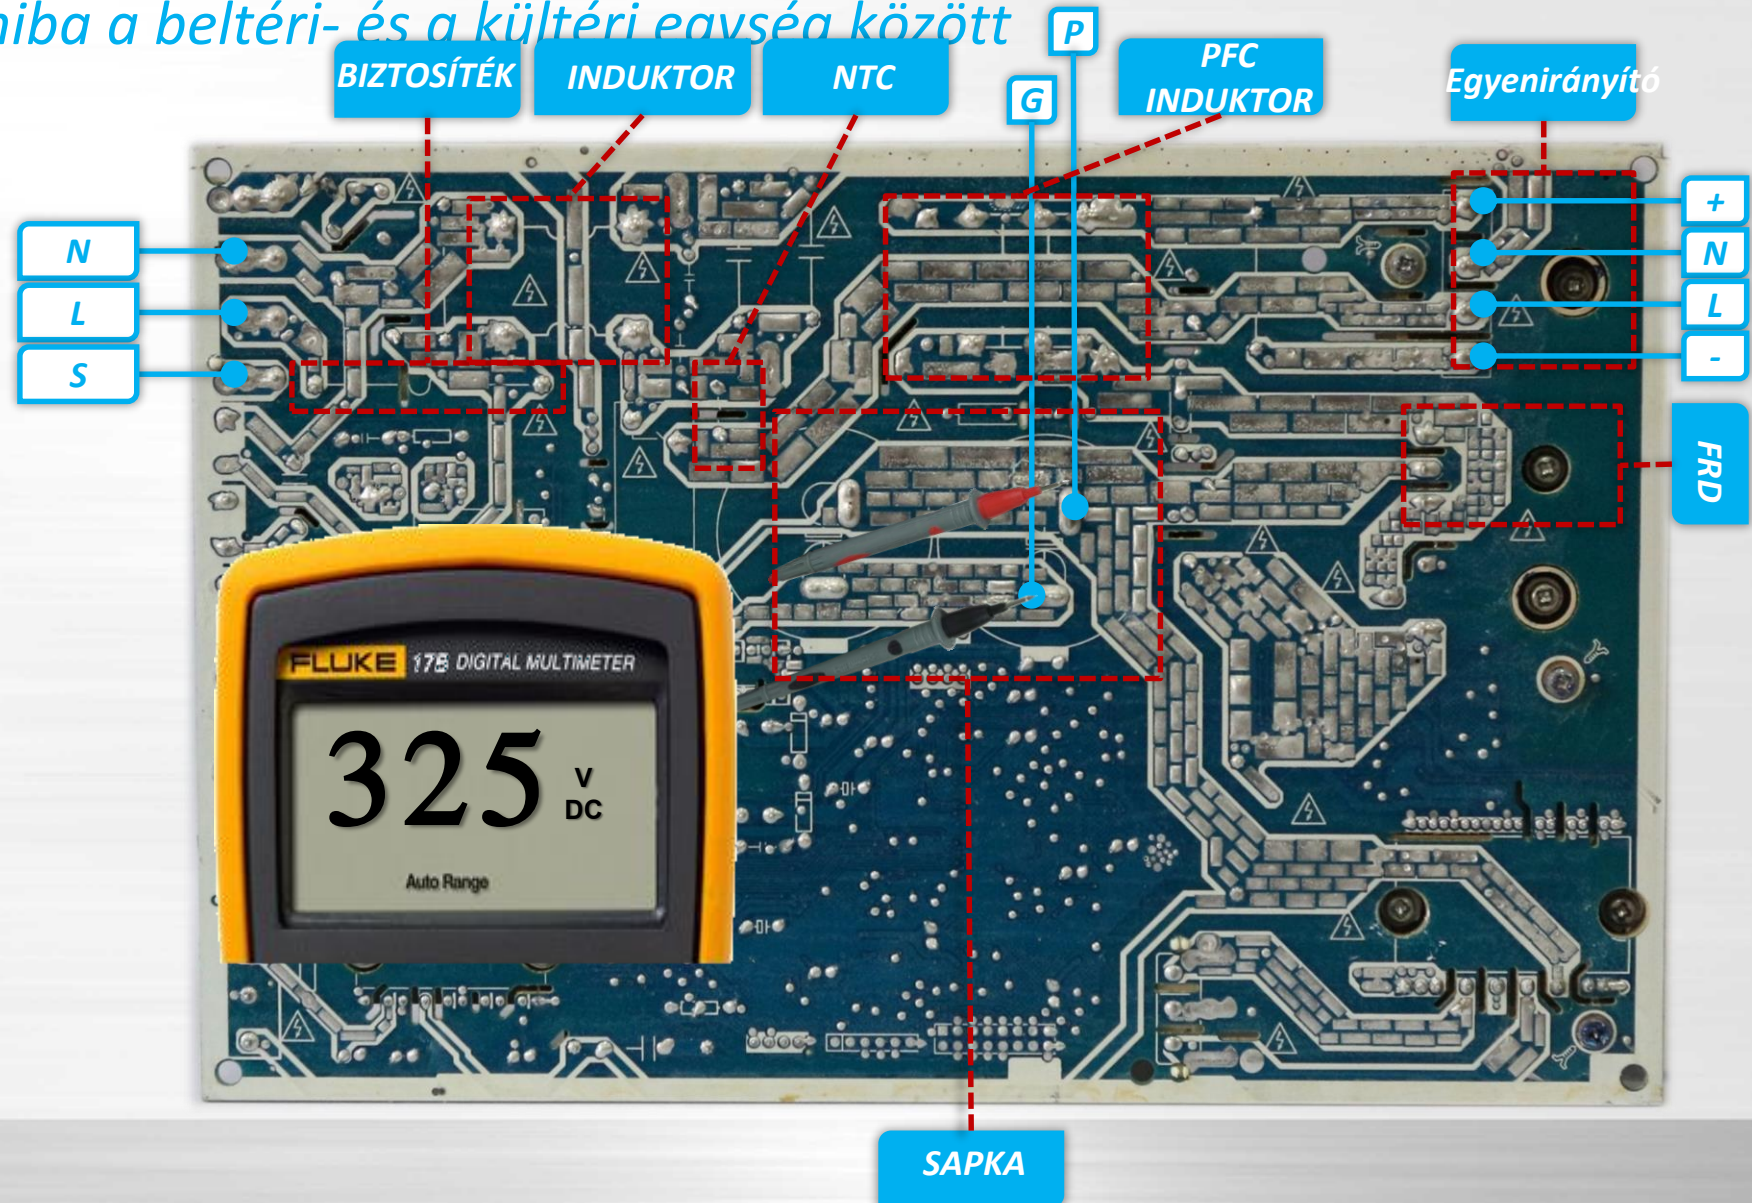 hiba a beltéri- és a kültéri egység között
P
BIZTOSÍTÉK
INDUKTOR
NTC
G
PFC
INDUKTOR
Egyenirányító
N
L
S
+
N
L
-
FRD
FLUKE 17B DIGITAL MULTIMETER
325 V
DC
Auto Range
SAPKA